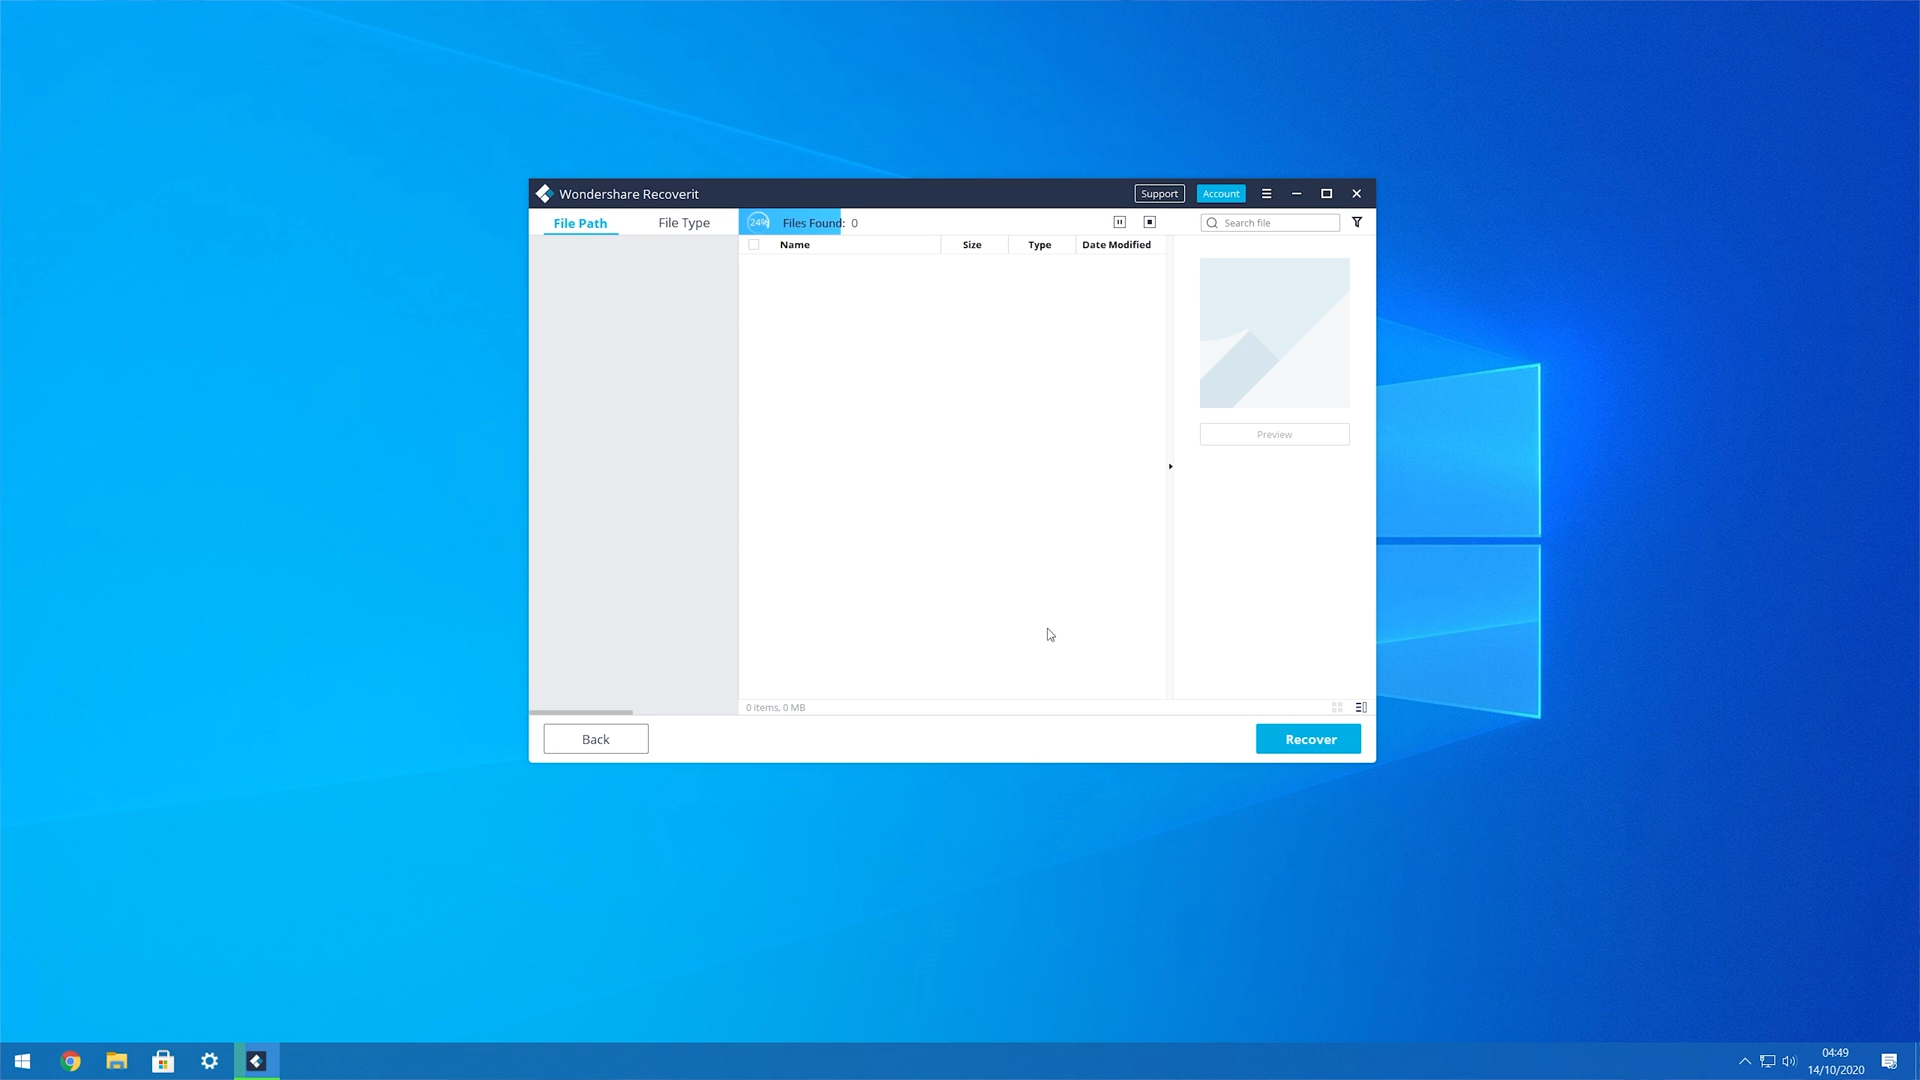 Wondershare Recoverit
Support
Account
File Path
File Type
24%
Files Found: 0
Search file
Name
Size
Type
Date Modified
Preview
0 items, 0 MB
Back
Recover
04:49
14/10/2020